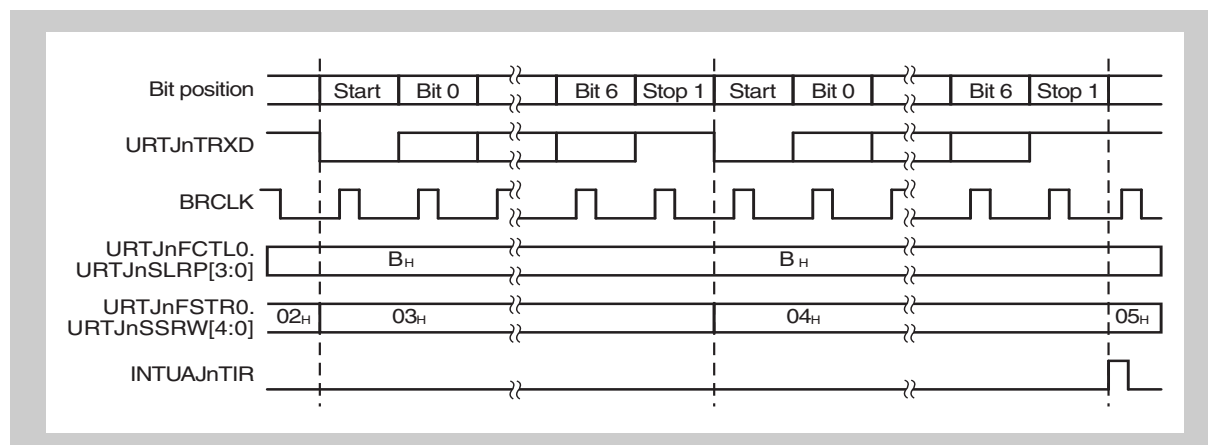 Bit position Start Bit 0 Bit 6 Stop 1 Start Bit 0 Bit 6 Stop 1
URTJnTRXD
BRCLK
URTJnFCTL0.
URTJnSLRP[3:0] BH BH
URTJnFSTR0.
URTJnSSRW[4:0] 02H 03H 04H 05H
INTUAJnTIR